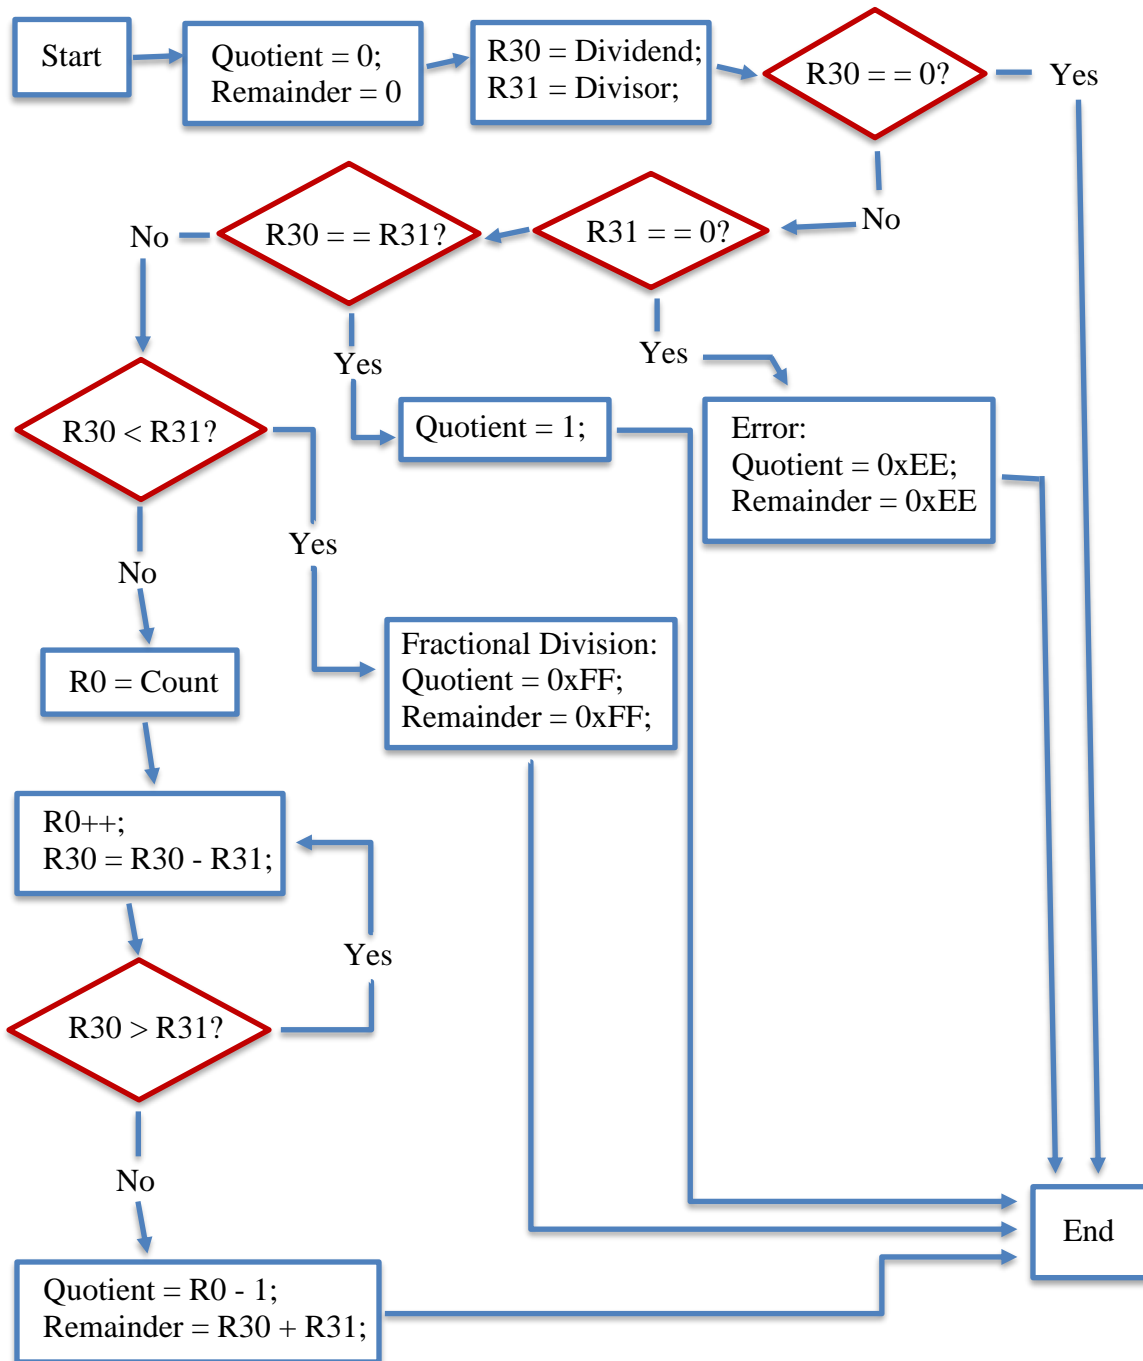 Start
Quotient = 0;
Remainder = 0
R30 = Dividend;
R31 = Divisor;
R30 = = 0?
Yes
No
R31 = = 0?
R30 = = R31?
No
Yes
Yes
R30 < R31?
Quotient = 1;
Error:
Quotient = 0xEE;
Remainder = 0xEE
Yes
No
Fractional Division:
Quotient = 0xFF;
Remainder = 0xFF;
R0 = Count
R0++;
R30 = R30 - R31;
Yes
R30 > R31?
No
End
Quotient = R0 - 1;
Remainder = R30 + R31;